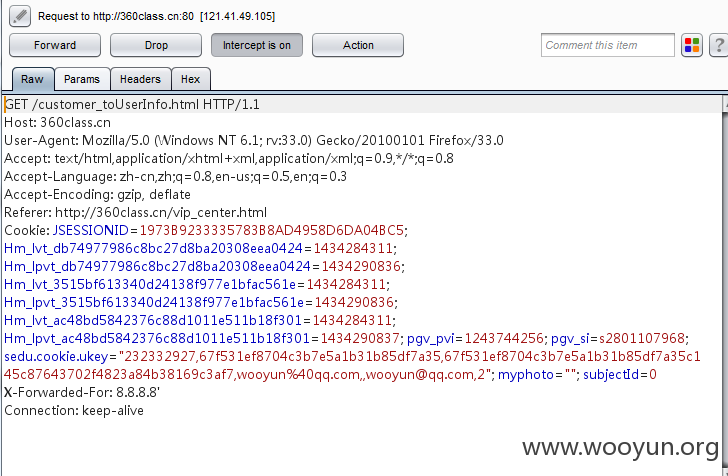 Request to http://360class.cn:80 [121.41.49.105]
Forward Drop Intercept is on Action Comment this item ?
Raw Params Headers Hex
GET /customer_toUserInfo.html HTTP/1.1
Host: 360class.cn
User-Agent: Mozilla/5.0 (Windows NT 6.1; rv:33.0) Gecko/20100101 Firefox/33.0
Accept: text/html,application/xhtml+xml,application/xml;q=0.9,*/*;q=0.8
Accept-Language: zh-cn,zh;q=0.8,en-us;q=0.5,en;q=0.3
Accept-Encoding: gzip, deflate
Referer: http://360class.cn/vip_center.html
Cookie: JSESSIONID=1973B9233335783B8AD4958D6DA04BC5;
Hm_lvt_db74977986c8bc27d8ba20308eea0424=1434284311;
Hm_lpvt_db74977986c8bc27d8ba20308eea0424=1434290836;
Hm_lvt_3515bf613340d24138f977e1bfac561e=1434284311;
Hm_lpvt_3515bf613340d24138f977e1bfac561e=1434290836;
Hm_lvt_ac48bd5842376c88d1011e511b18f301=1434284311;
Hm_lpvt_ac48bd5842376c88d1011e511b18f301=1434290837; pgv_pvi=1243744256; pgv_si=s2801107968;
sedu.cookie.ukey="232332927,67f531ef8704c3b7e5a1b31b85df7a35,67f531ef8704c3b7e5a1b31b85df7a35c1
45c87643702f4823a84b38169c3af7,wooyun%40qq.com,,wooyun@qq.com,2"; myphoto=""; subjectId=0
X-Forwarded-For: 8.8.8.8'
Connection: keep-alive
www.wooyun.org